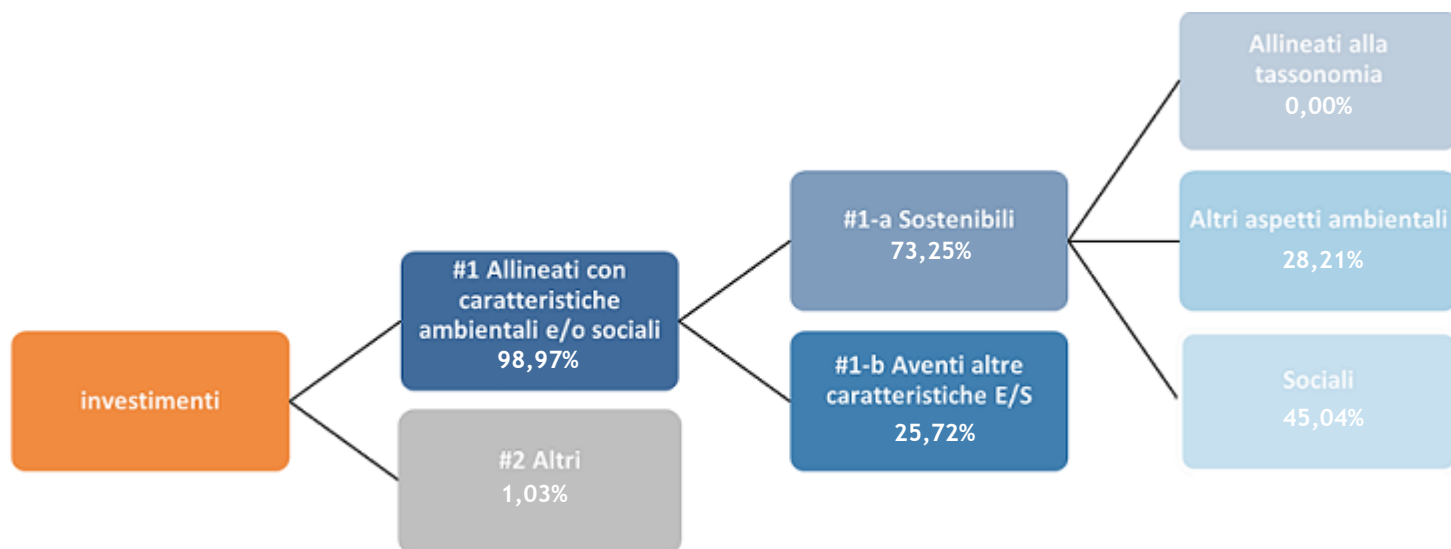 investimenti
#1 Allineati con
caratteristiche
ambientali e/o sociali
98,97%
#2 Altri
1,03%
#1-a Sostenibili
73,25%
#1-b Aventi altre
caratteristiche E/S
25,72%
Allineati alla
tassonomia
0,00%
Altri aspetti ambientali
28,21%
Sociali
45,04%